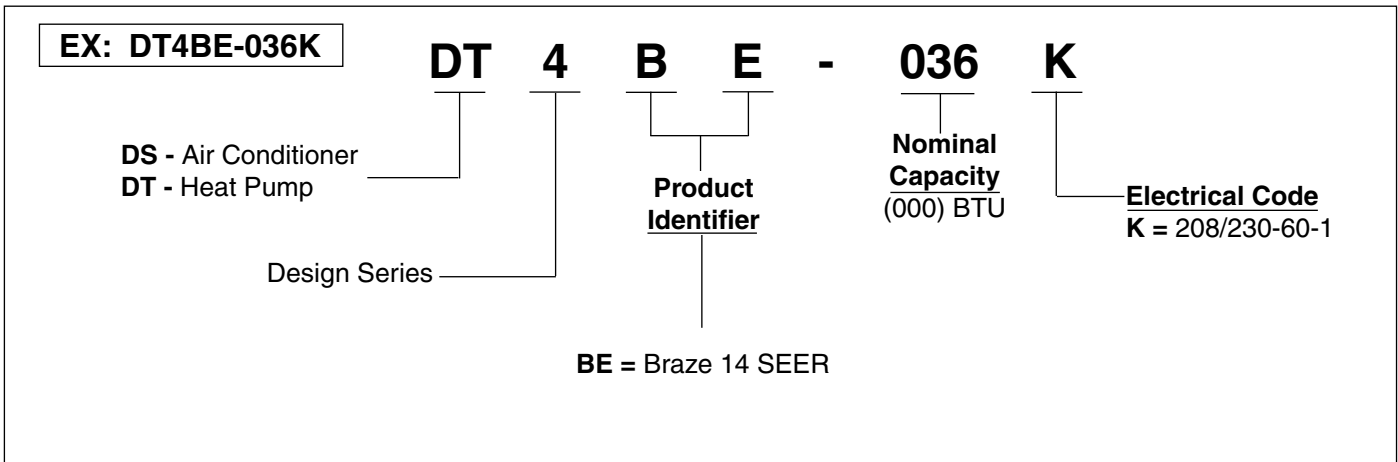 EX: DT4BE-036K
DT 4 B E - 036 K
DS - Air Conditioner
DT - Heat Pump
Design Series
Product
Identifier
BE = Braze 14 SEER
Nominal
Capacity
(000) BTU
Electrical Code
K = 208/230-60-1